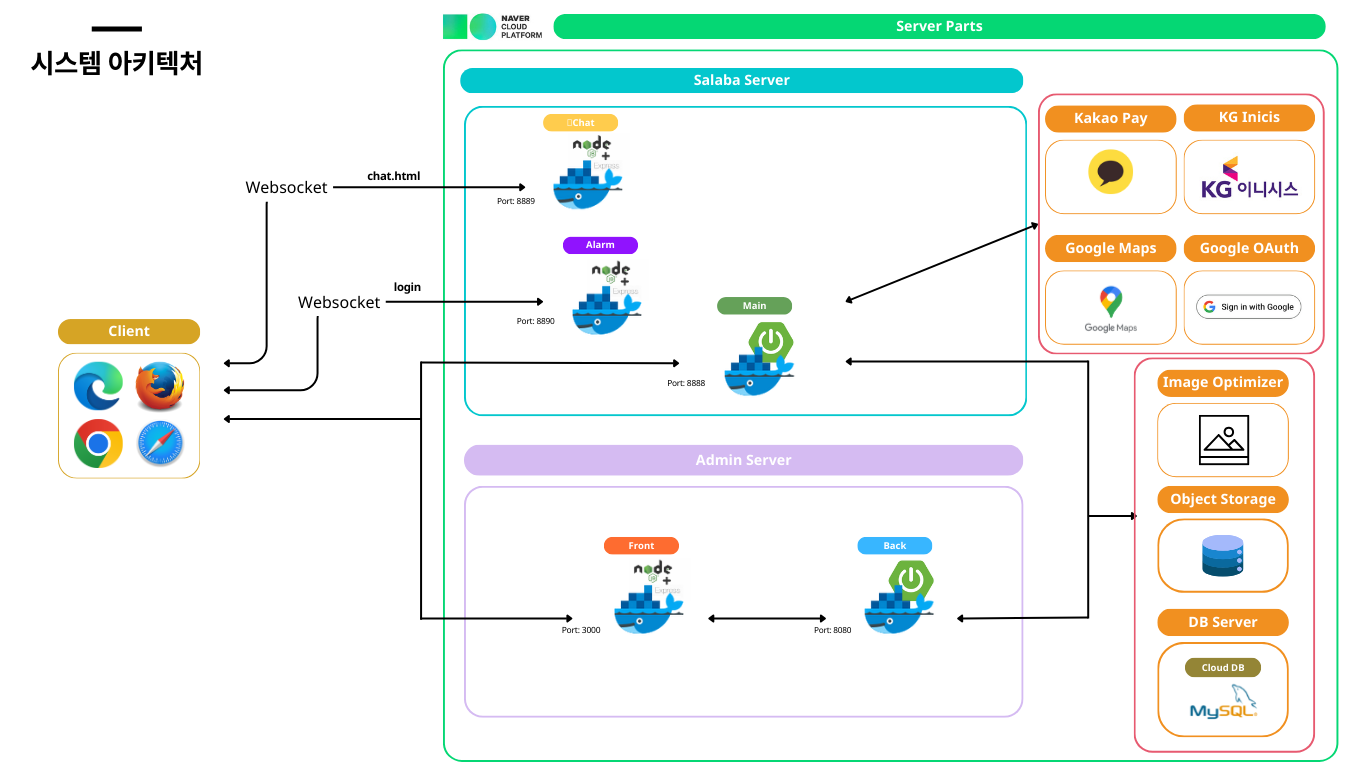 시스템 아키텍처
NAVER
CLOUD
PLATFORM
Server Parts
Salaba Server
Chat
node
JS
+
Express
Port: 8889
Websocket
chat.html
Alarm
node
JS
+
Express
Port: 8890
Websocket
login
Main
Port: 8888
Client
Kakao Pay
KG Inicis
KG 이니시스
Google Maps
Google Maps
Google OAuth
Sign in with Google
Image Optimizer
Object Storage
DB Server
Cloud DB
MySQL
Admin Server
Front
node
JS
+
Express
Port: 3000
Back
Port: 8080